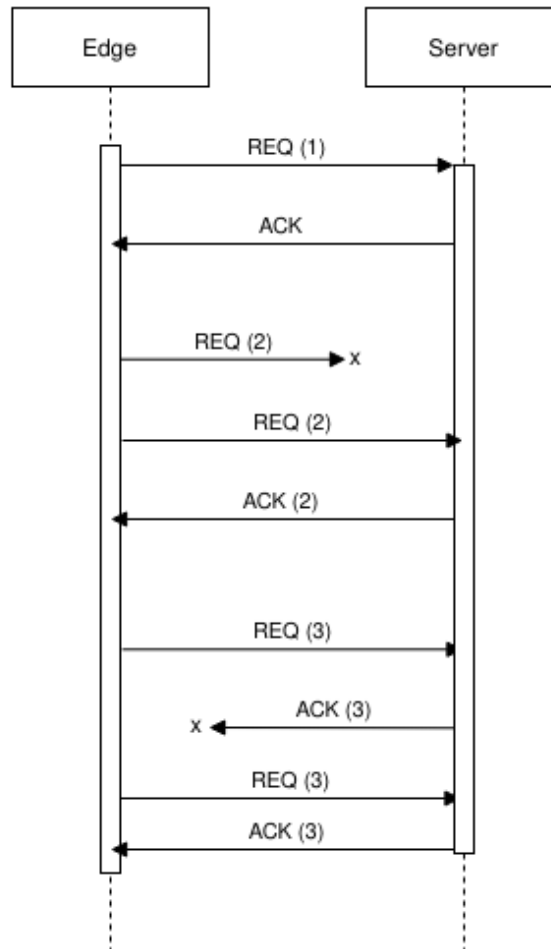 Edge
Server
REQ (1)
ACK
REQ (2)
x
REQ (2)
ACK (2)
REQ (3)
x
ACK (3)
REQ (3)
ACK (3)